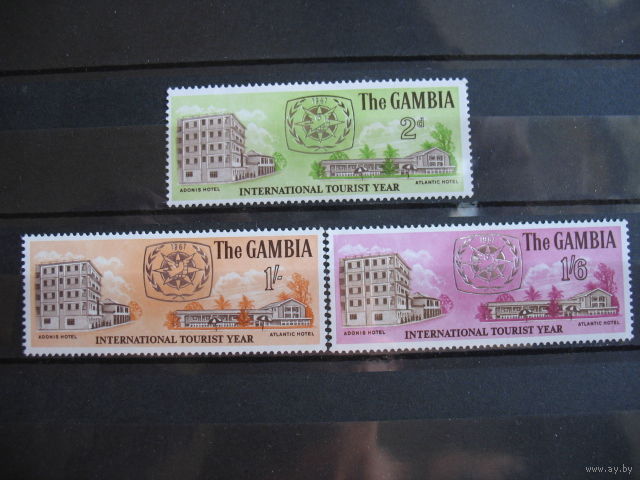 1967
The GAMBIA
2d
ADONIS HOTEL
ATLANTIC HOTEL
INTERNATIONAL TOURIST YEAR
1967
The GAMBIA
1/-
ADONIS HOTEL
ATLANTIC HOTEL
INTERNATIONAL TOURIST YEAR
1967
The GAMBIA
1/6
ADONIS HOTEL
ATLANTIC HOTEL
INTERNATIONAL TOURIST YEAR
www.ay.by